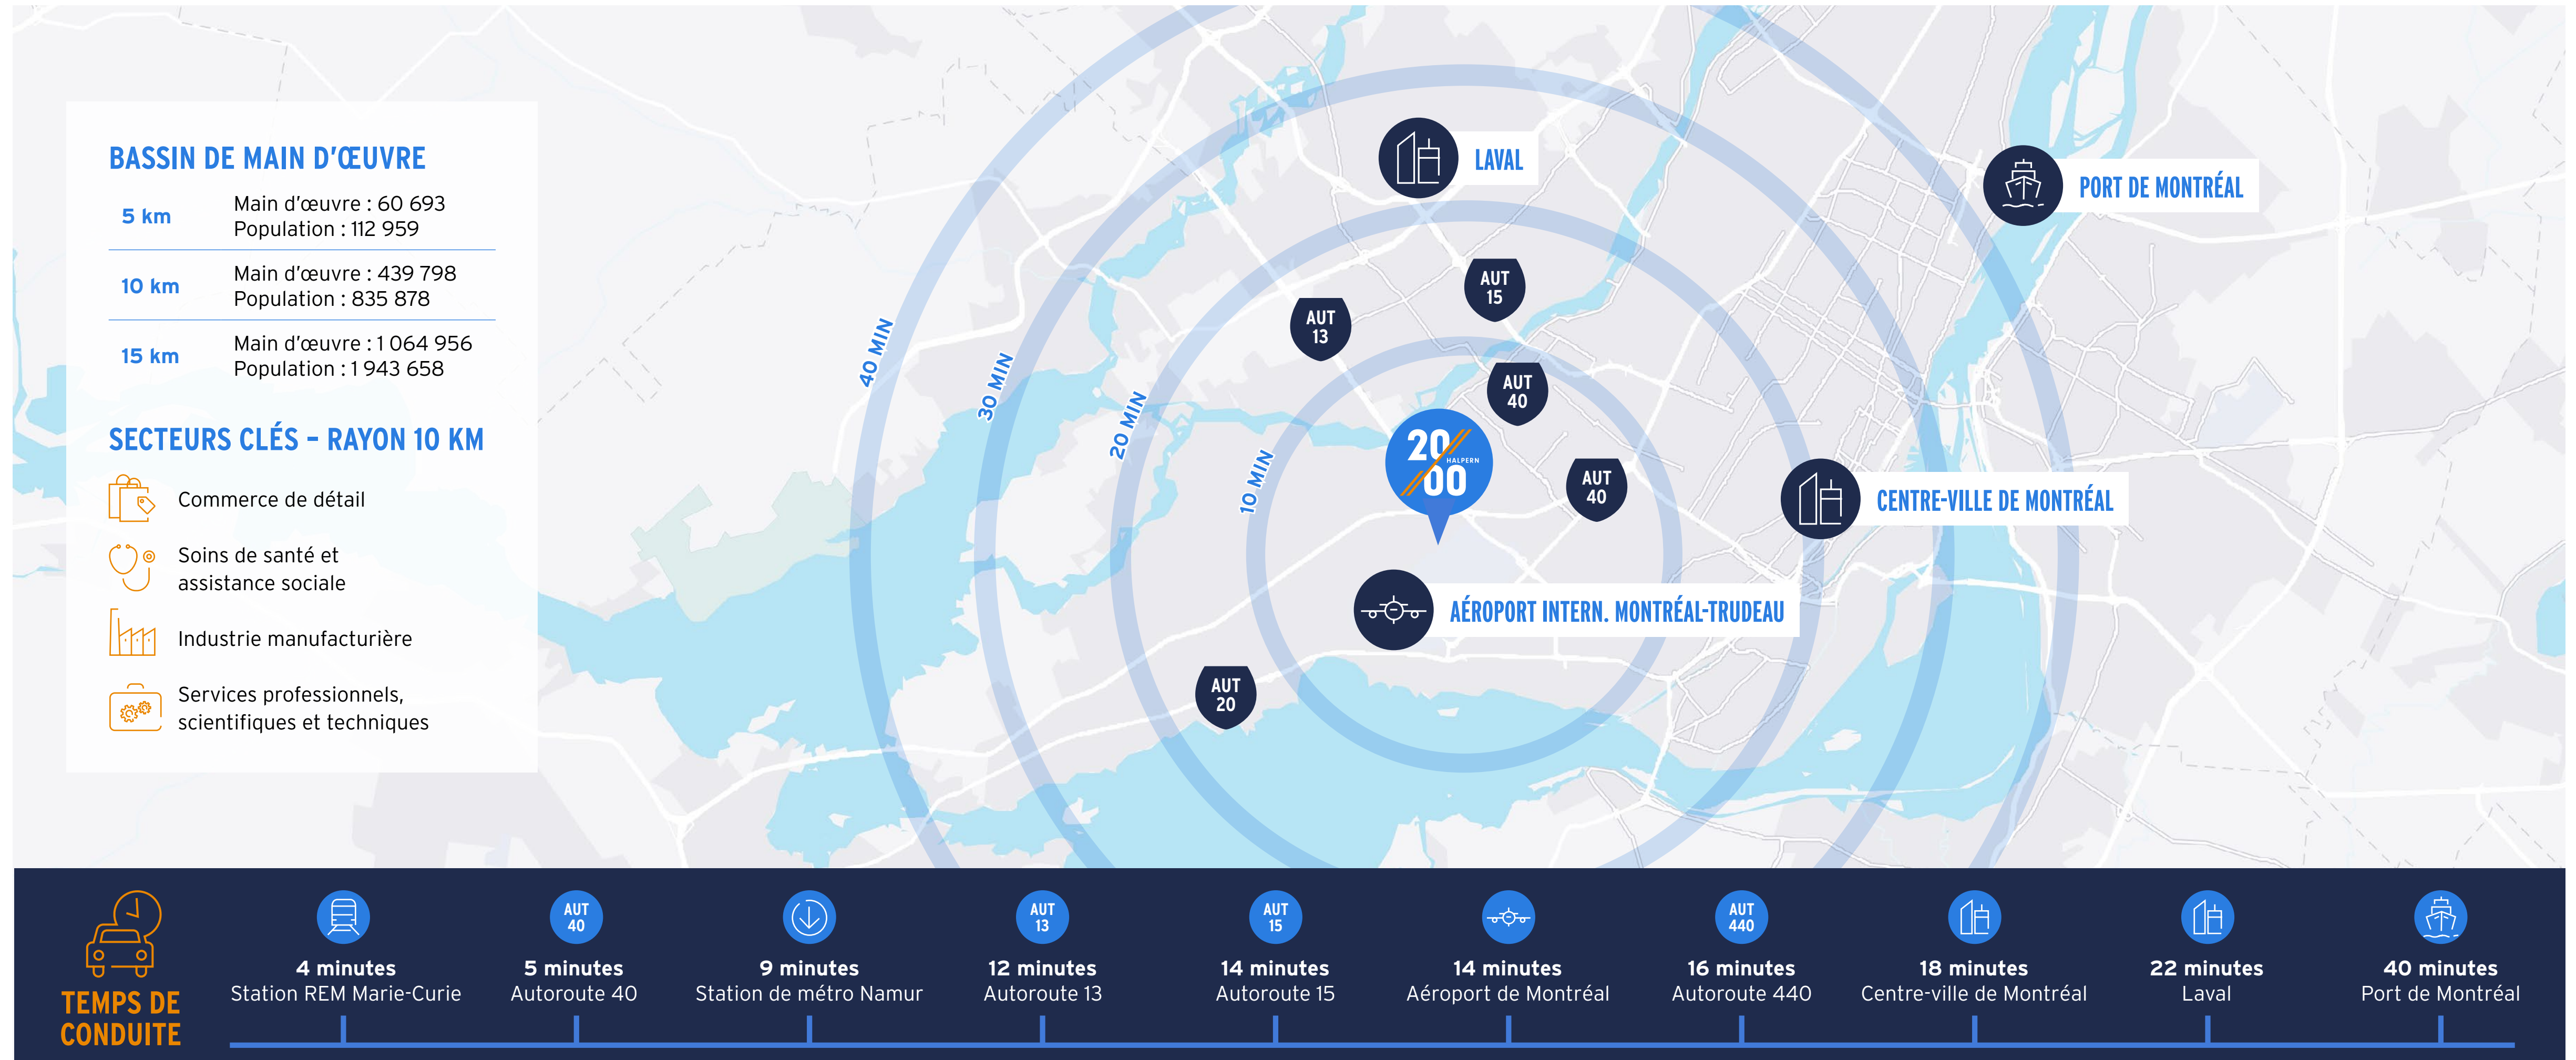 BASSIN DE MAIN D'ŒUVRE
5 km
Main d'œuvre : 60 693
Population : 112 959
10 km
Main d'œuvre : 439 798
Population : 835 878
15 km
Main d'œuvre : 1 064 956
Population : 1 943 658
SECTEURS CLÉS – RAYON 10 KM
Commerce de détail
Soins de santé et
assistance sociale
Industrie manufacturière
Services professionnels,
scientifiques et techniques
40 MIN
30 MIN
20 MIN
10 MIN
LAVAL
PORT DE MONTRÉAL
AUT
15
AUT
13
AUT
40
20
HALPERN
00
AUT
40
CENTRE-VILLE DE MONTRÉAL
AÉROPORT INTERN. MONTRÉAL-TRUDEAU
AUT
20
TEMPS DE
CONDUITE
4 minutes
Station REM Marie-Curie
AUT
40
5 minutes
Autoroute 40
9 minutes
Station de métro Namur
AUT
13
12 minutes
Autoroute 13
AUT
15
14 minutes
Autoroute 15
14 minutes
Aéroport de Montréal
AUT
440
16 minutes
Autoroute 440
18 minutes
Centre-ville de Montréal
22 minutes
Laval
40 minutes
Port de Montréal